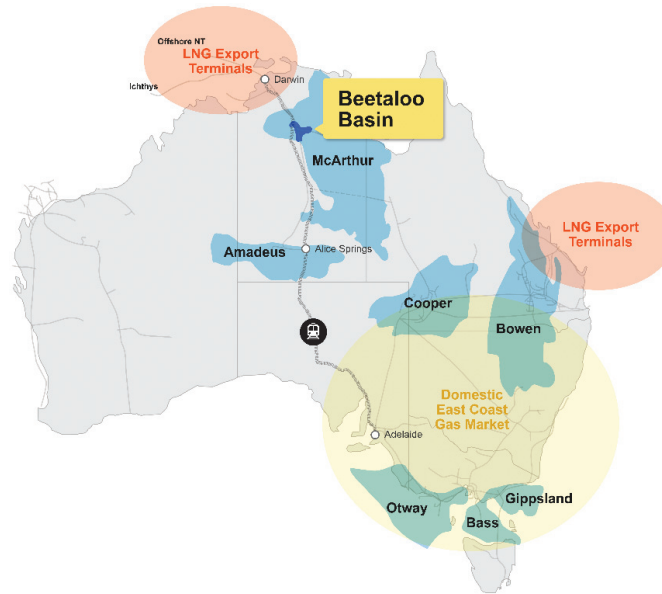 Offshore NT
LNG Export
Terminals
Ichthys
Darwin
Beetaloo
Basin
McArthur
LNG Export
Terminals
Amadeus
Alice Springs
Cooper
Bowen
Domestic
East Coast
Gas Market
Adelaide
Otway
Gippsland
Bass